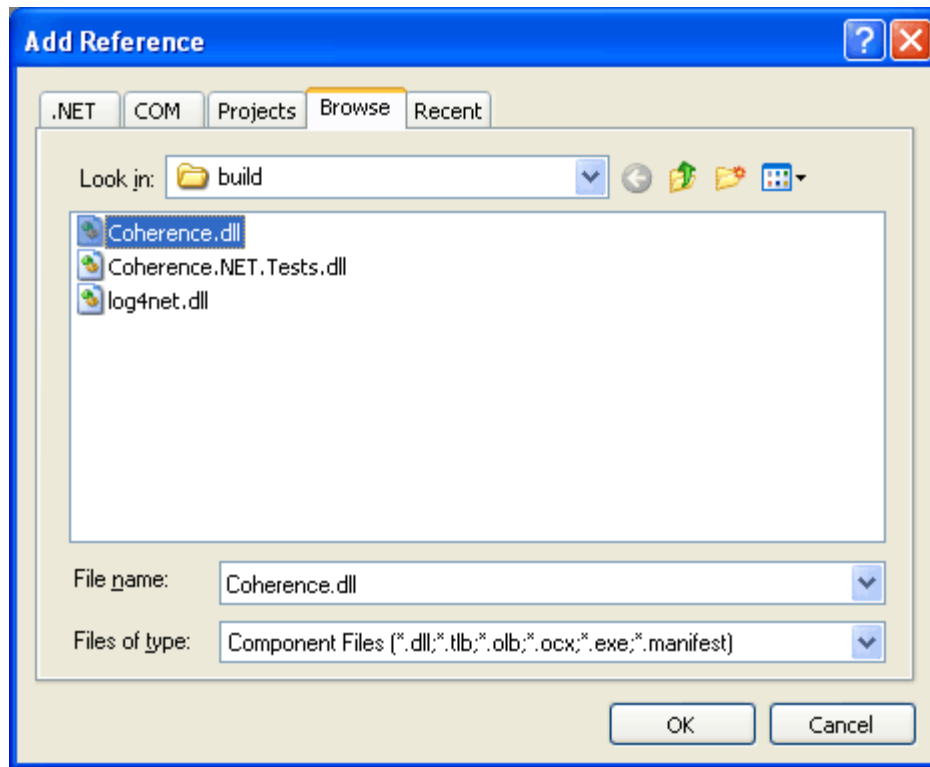 Add Reference
.NET COM Projects Browse Recent
Look in: build
Coherence.dll
Coherence.NET.Tests.dll
log4net.dll
File name: Coherence.dll
Files of type: Component Files (*.dll;*.tlb;*.olb;*.ocx;*.exe;*.manifest)
OK Cancel